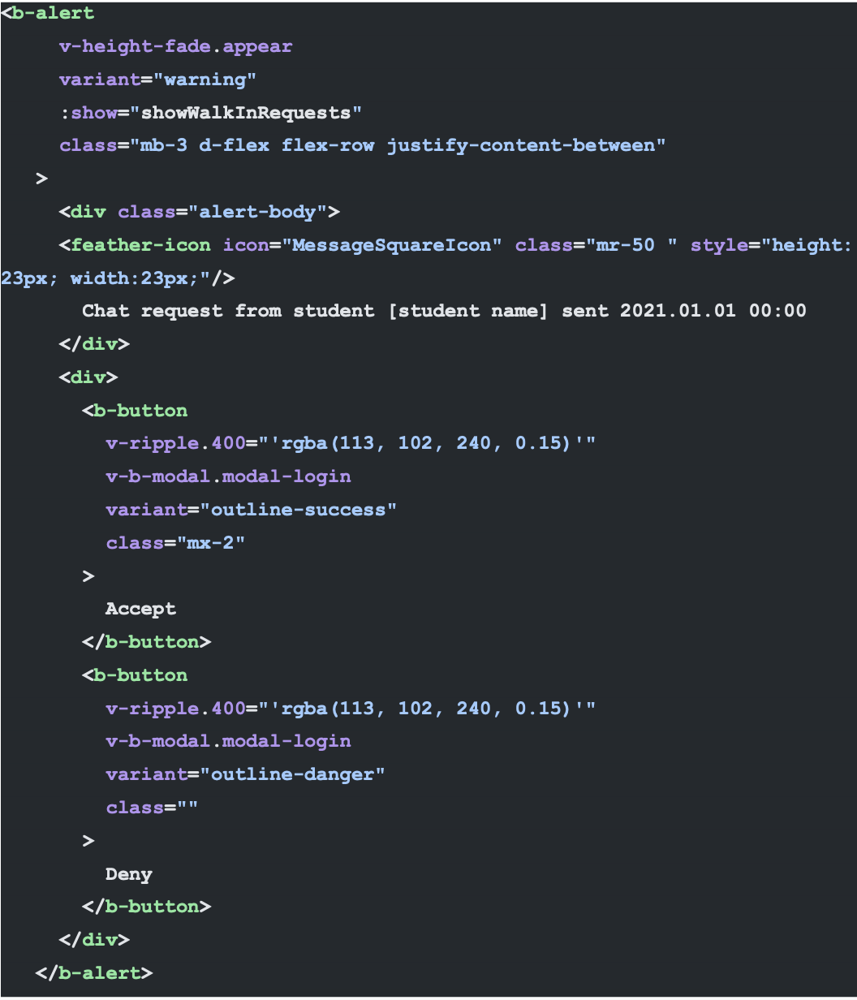 <b-alert
v-height-fade.appear
variant="warning"
:show="showWalkInRequests"
class="mb-3 d-flex flex-row justify-content-between"
>
<div class="alert-body">
<feather-icon icon="MessageSquareIcon" class="mr-50 " style="height:
23px; width:23px;"/>
Chat request from student [student name] sent 2021.01.01 00:00
</div>
<div>
<b-button
v-ripple.400="'rgba(113, 102, 240, 0.15)'"
v-b-modal.modal-login
variant="outline-success"
class="mx-2"
>
Accept
</b-button>
<b-button
v-ripple.400="'rgba(113, 102, 240, 0.15)'"
v-b-modal.modal-login
variant="outline-danger"
class=""
>
Deny
</b-button>
</div>
</b-alert>